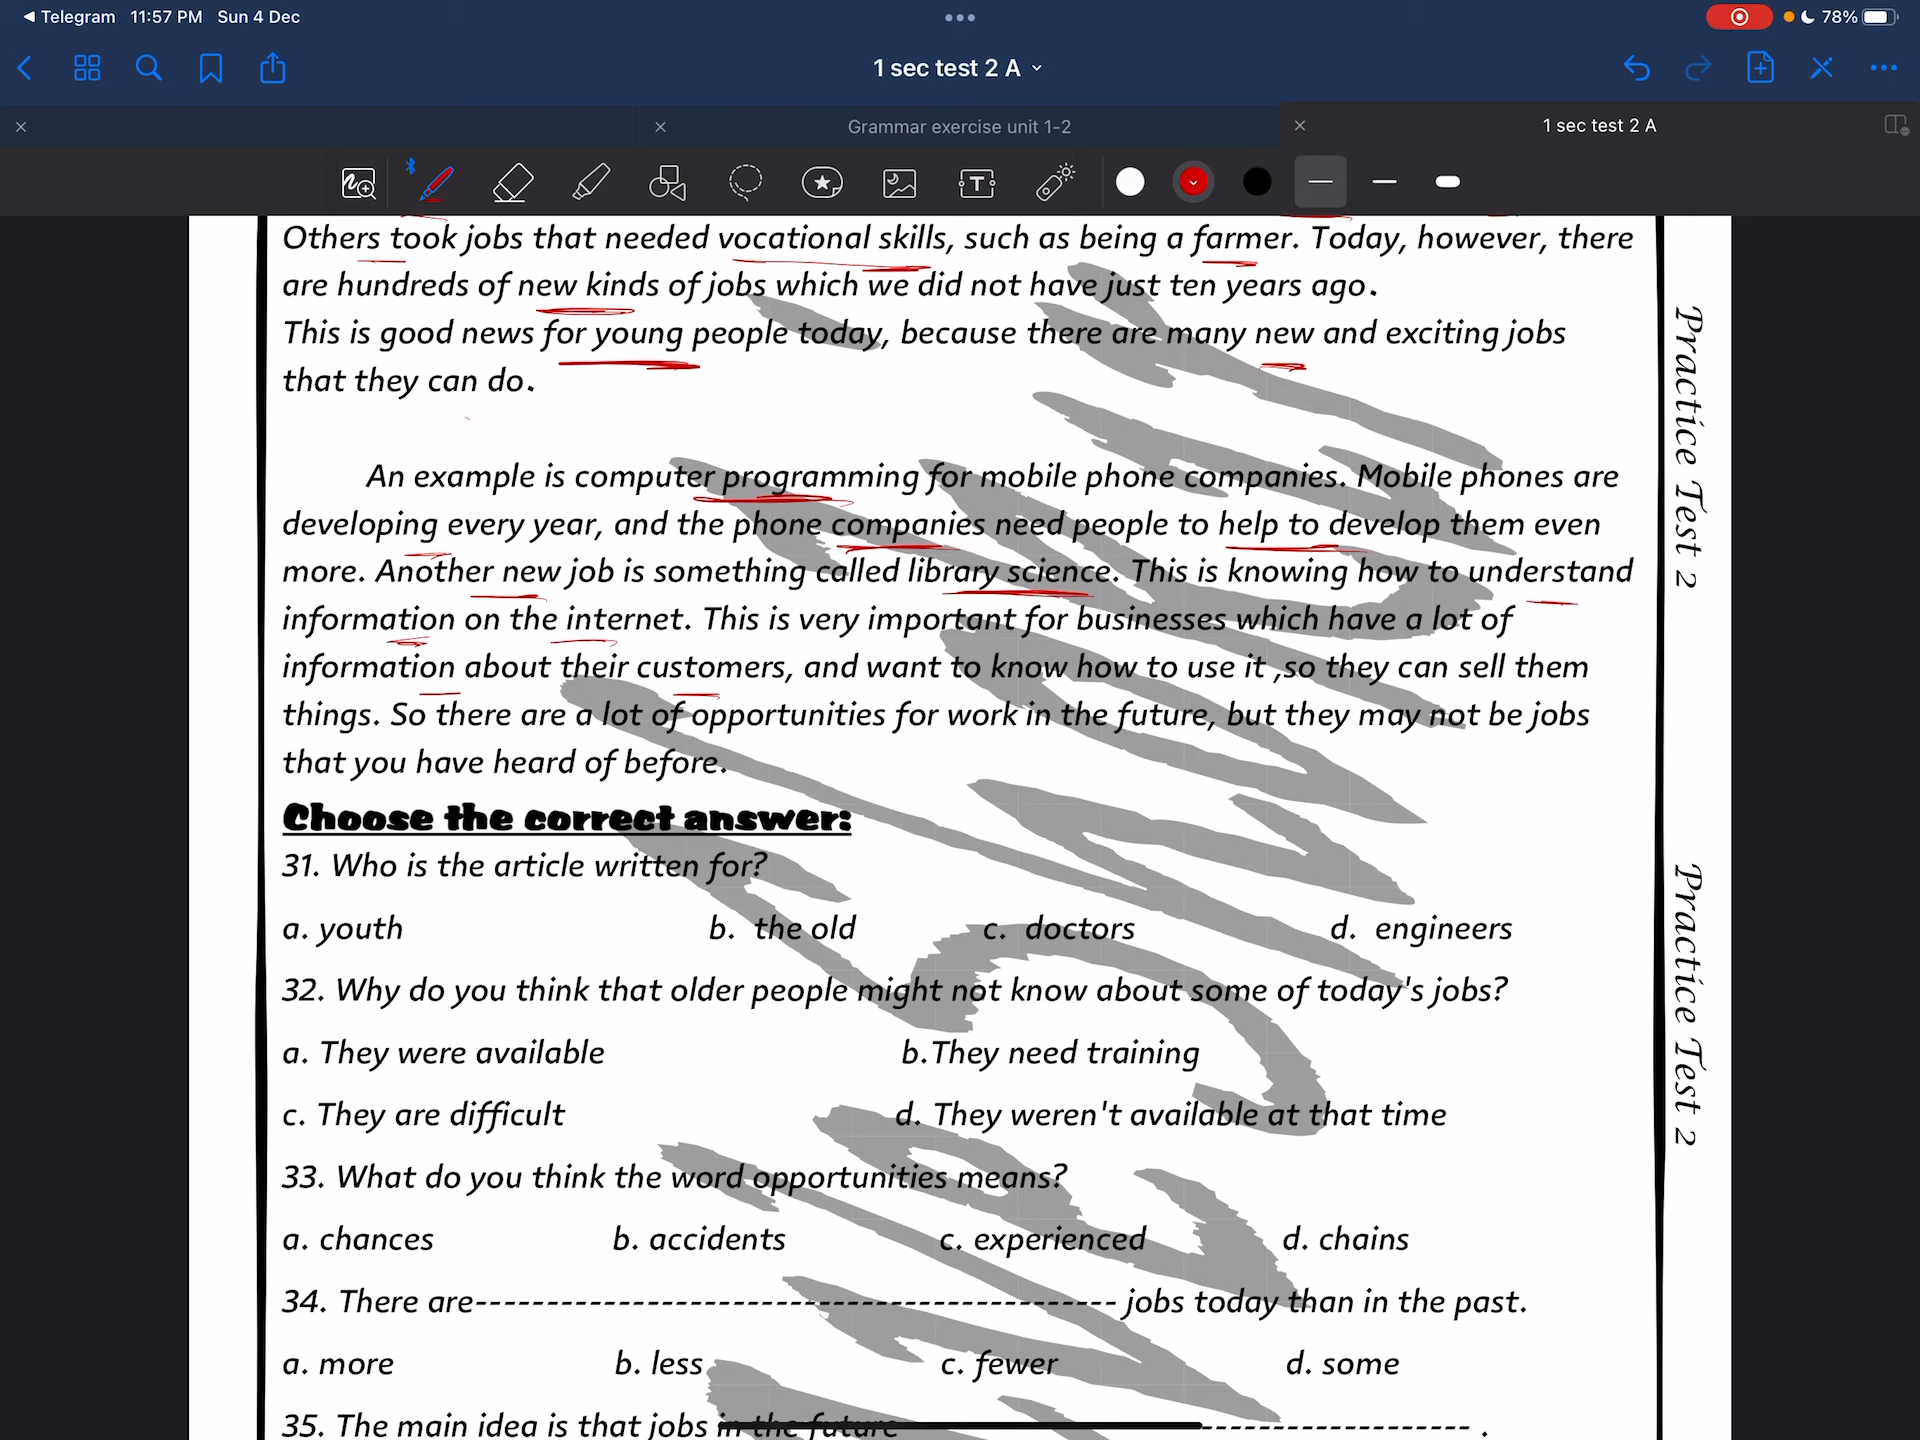 Telegram 11:57 PM Sun 4 Dec 78%
1 sec test 2 A
Grammar exercise unit 1-2
1 sec test 2 A
Others took jobs that needed vocational skills, such as being a farmer. Today, however, there
are hundreds of new kinds of jobs which we did not have just ten years ago.
This is good news for young people today, because there are many new and exciting jobs
that they can do.
An example is computer programming for mobile phone companies. Mobile phones are
developing every year, and the phone companies need people to help to develop them even
more. Another new job is something called library science. This is knowing how to understand
information on the internet. This is very important for businesses which have a lot of
information about their customers, and want to know how to use it ,so they can sell them
things. So there are a lot of opportunities for work in the future, but they may not be jobs
that you have heard of before.
Choose the correct answer:
31. Who is the article written for?
a. youth b. the old c. doctors d. engineers
32. Why do you think that older people might not know about some of today's jobs?
a. They were available b.They need training
c. They are difficult d. They weren't available at that time
33. What do you think the word opportunities means?
a. chances b. accidents c. experienced d. chains
34. There are--------------------------------------------- jobs today than in the past.
a. more b. less c. fewer d. some
35. The main idea is that jobs in the future ------------------- .
Practice Test 2
Practice Test 2